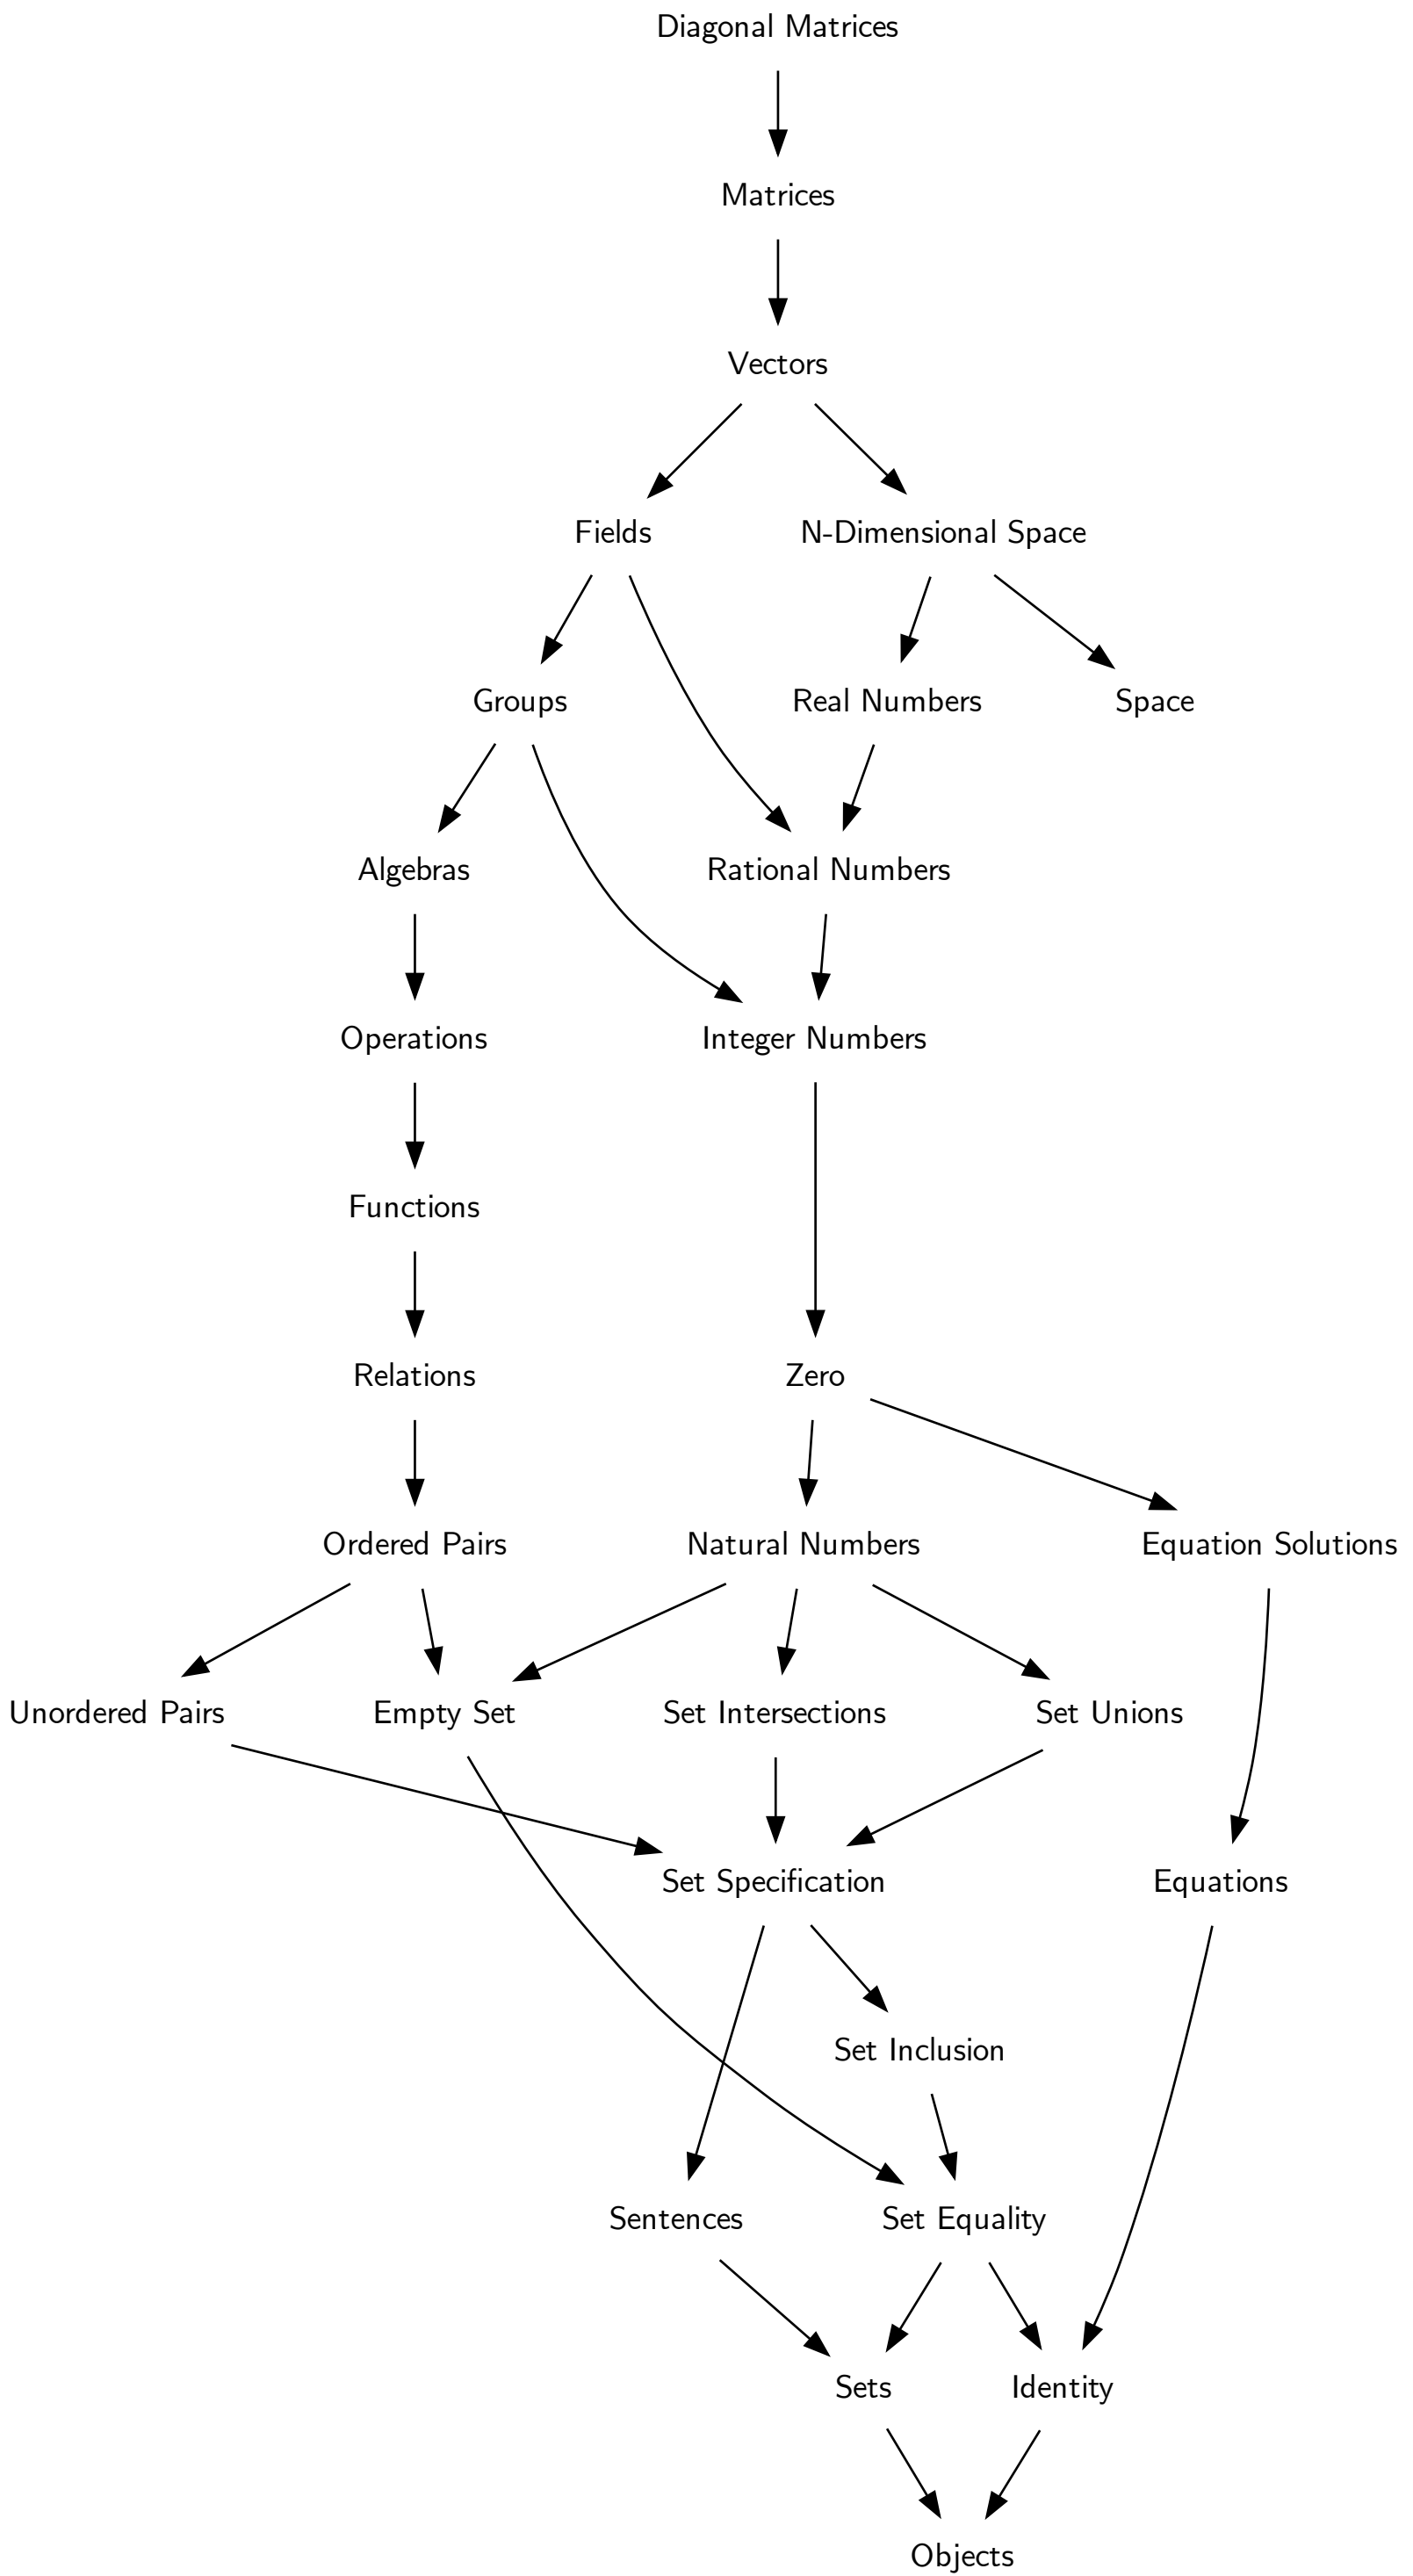 Diagonal Matrices
Matrices
Vectors
Fields
N-Dimensional Space
Groups
Real Numbers
Space
Algebras
Rational Numbers
Operations
Integer Numbers
Functions
Relations
Zero
Ordered Pairs
Natural Numbers
Equation Solutions
Unordered Pairs
Empty Set
Set Intersections
Set Unions
Set Specification
Equations
Set Inclusion
Sentences
Set Equality
Sets
Identity
Objects